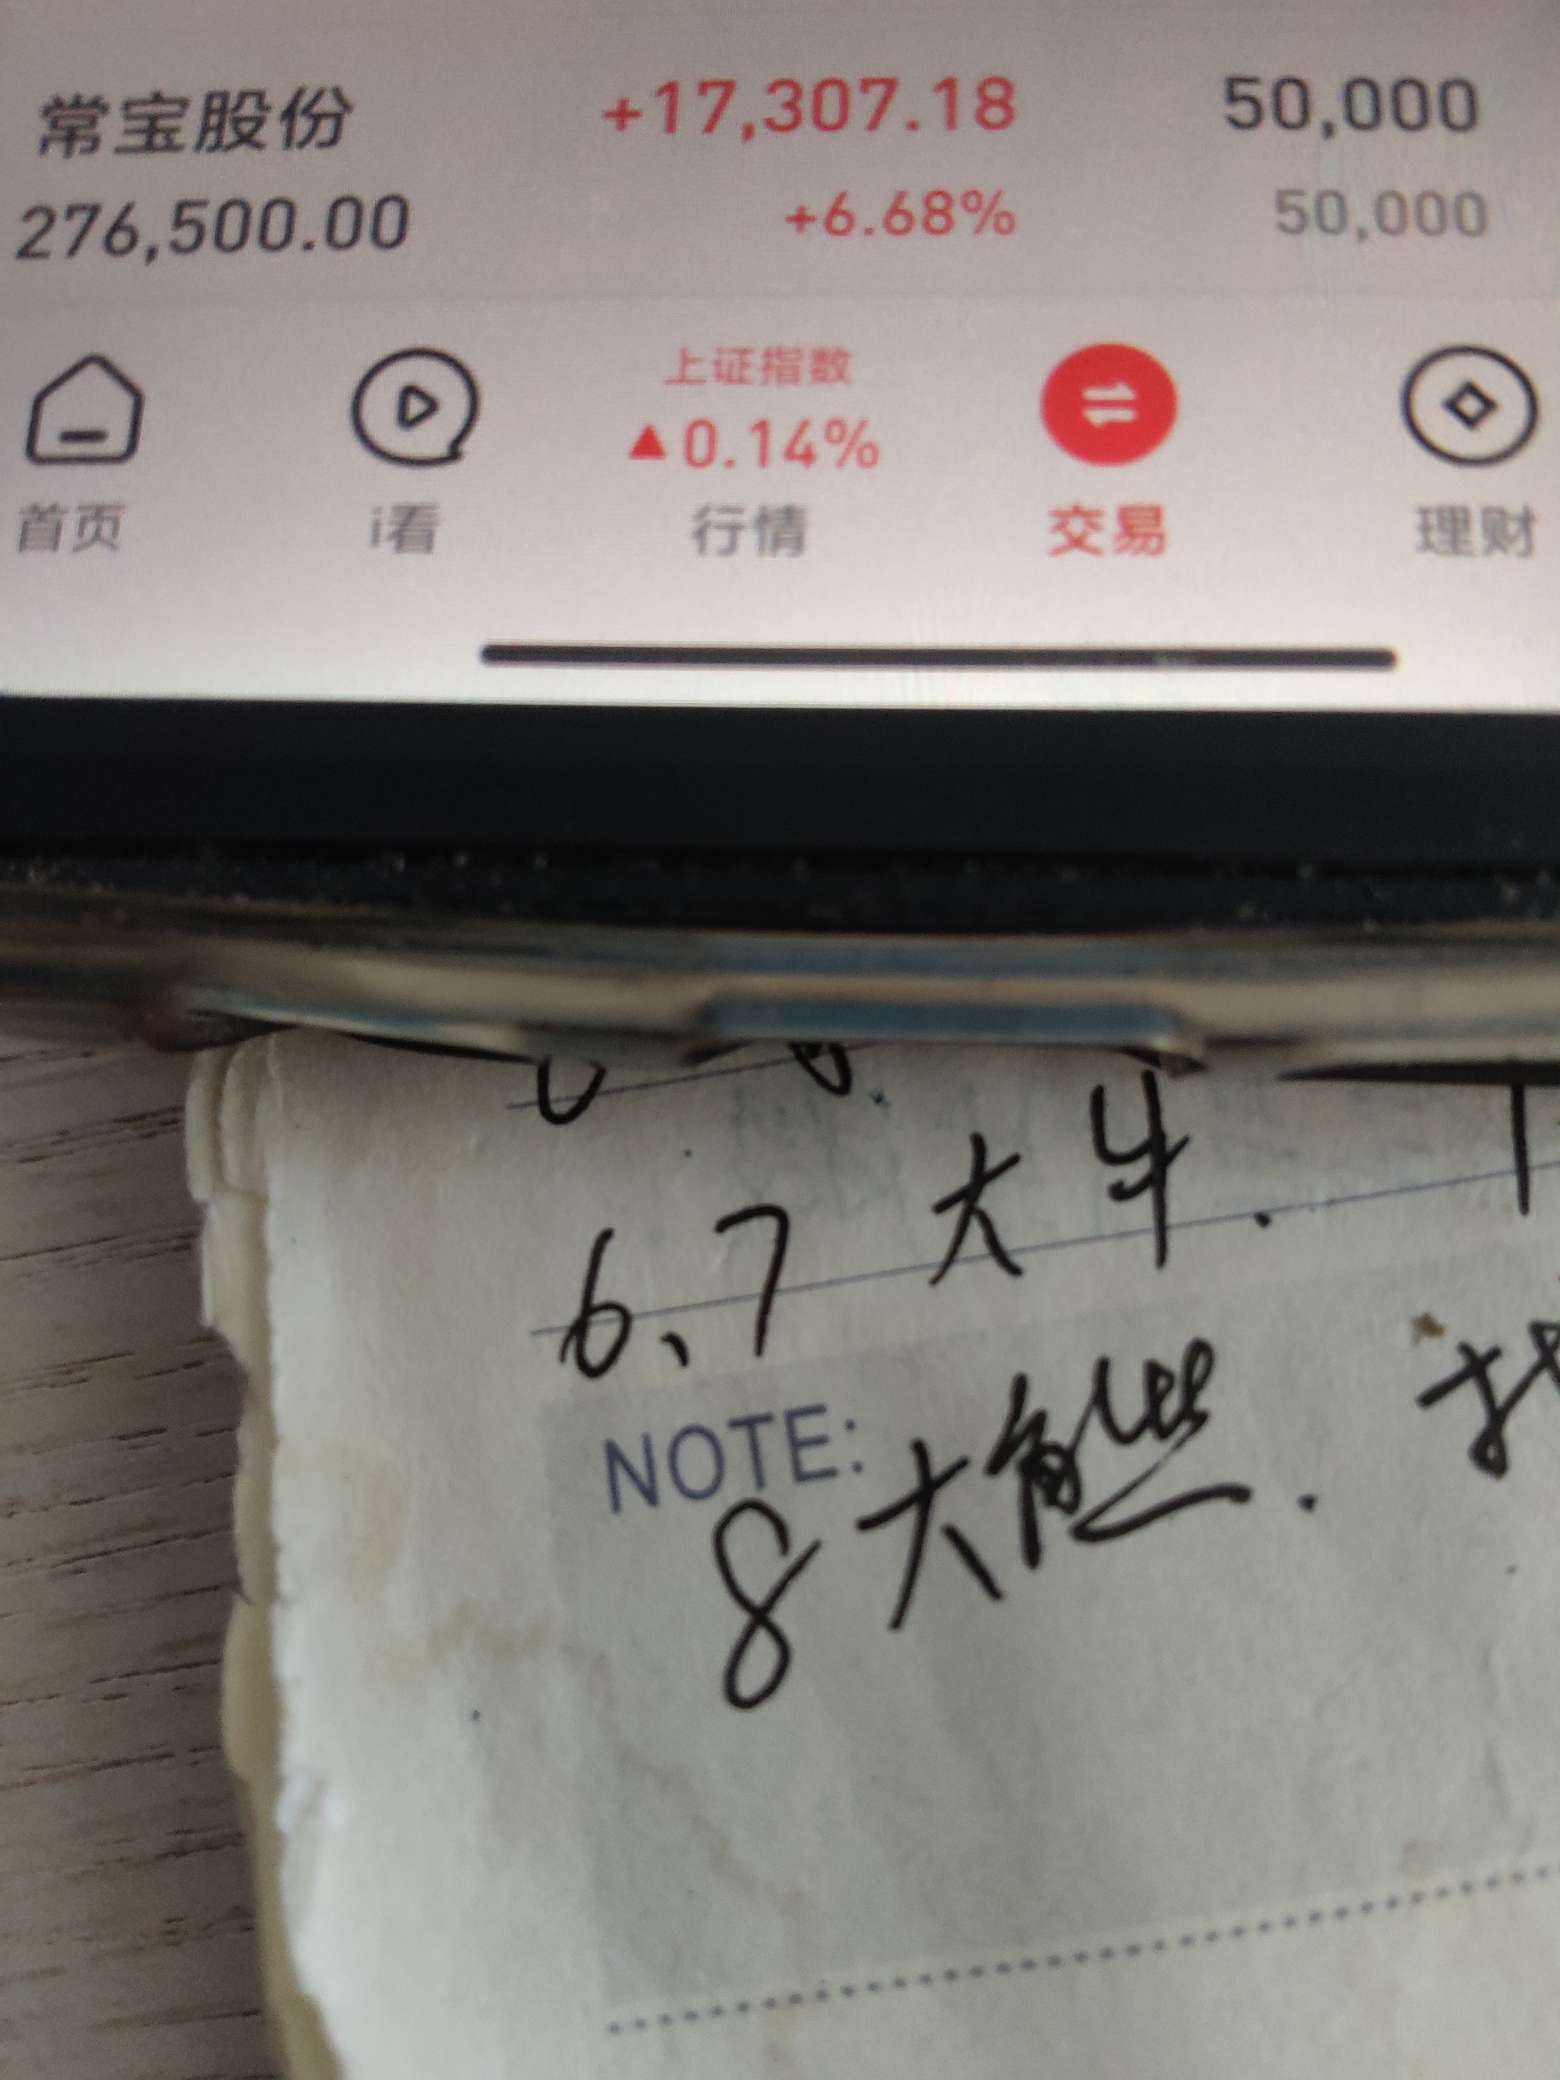 常宝股份 +17,307.18 50,000
276,500.00 +6.68% 50,000
上证指数
▲0.14%
首页 i看 行情 交易 理财
6、7 大牛.
NOTE:
8 大熊.